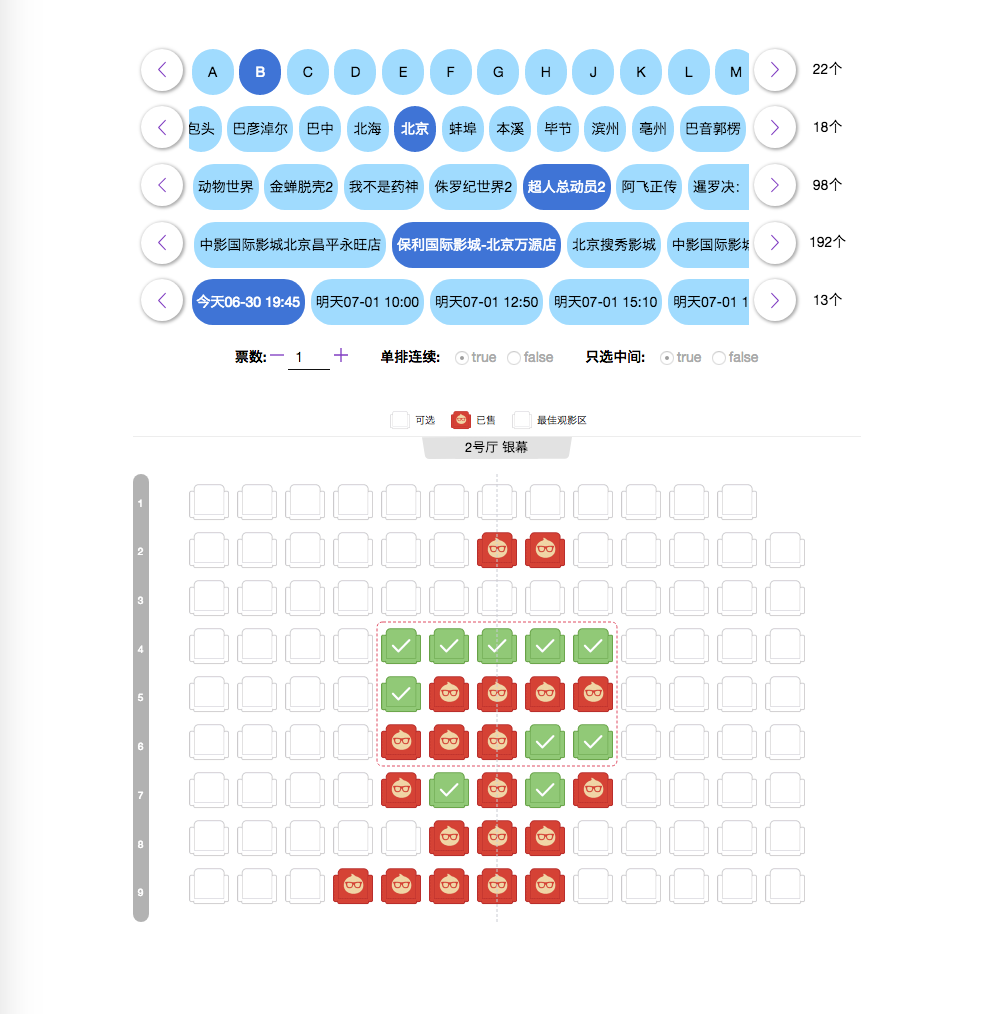 A B C D E F G H J K L M 22个
包头 巴彦淖尔 巴中 北海 北京 蚌埠 本溪 毕节 滨州 亳州 巴音郭楞 18个
动物世界 金蝉脱壳2 我不是药神 侏罗纪世界2 超人总动员2 阿飞正传 暹罗决: 98个
中影国际影城北京昌平永旺店 保利国际影城-北京万源店 北京搜秀影城 中影国际影城 192个
今天06-30 19:45 明天07-01 10:00 明天07-01 12:50 明天07-01 15:10 明天07-01 1 13个
票数: 1 单排连续: true false 只选中间: true false
可选 已售 最佳观影区
2号厅 银幕
1
2
3
4
5
6
7
8
9